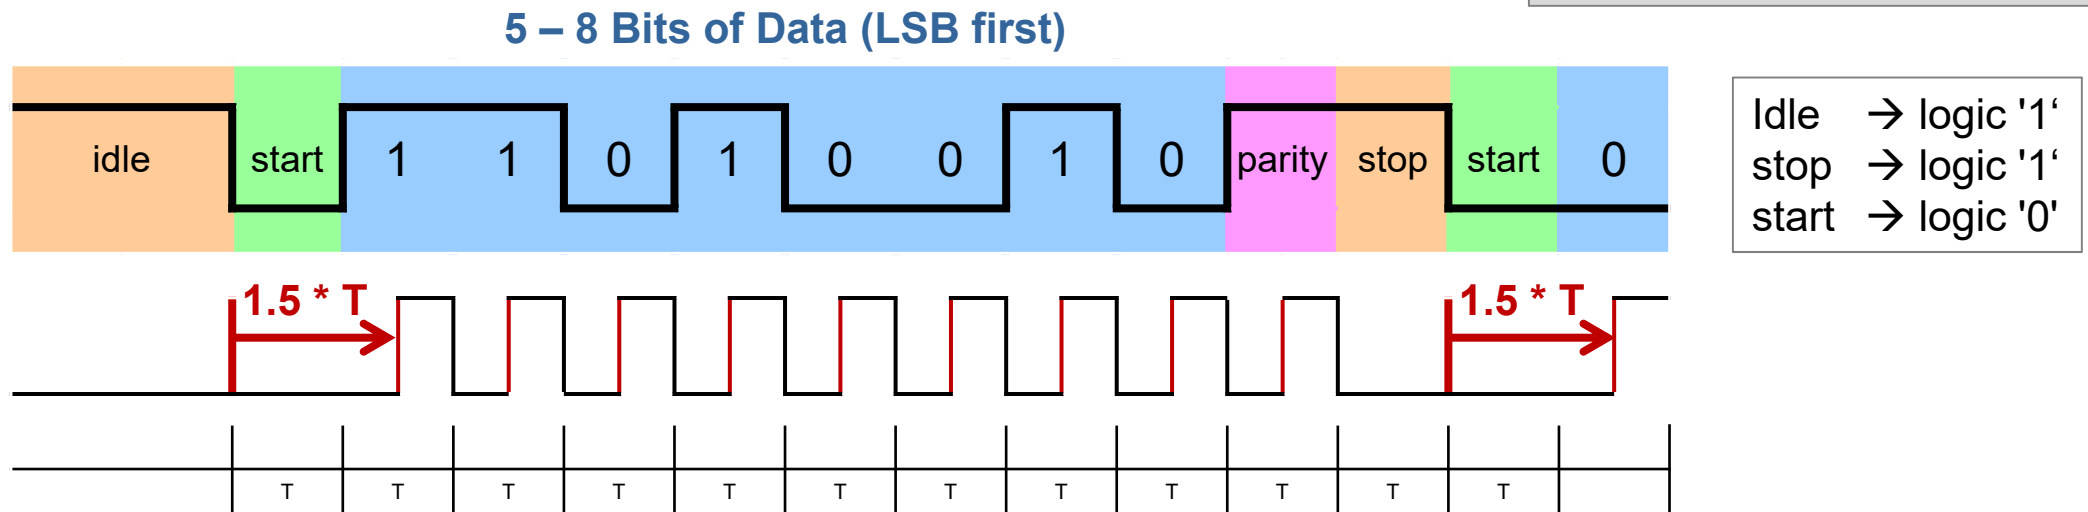 5 – 8 Bits of Data (LSB first)
idle start 1 1 0 1 0 0 1 0 parity stop start 0
Idle → logic '1‘
stop → logic '1‘
start → logic '0'
1.5 * T 1.5 * T
T T T T T T T T T T T T